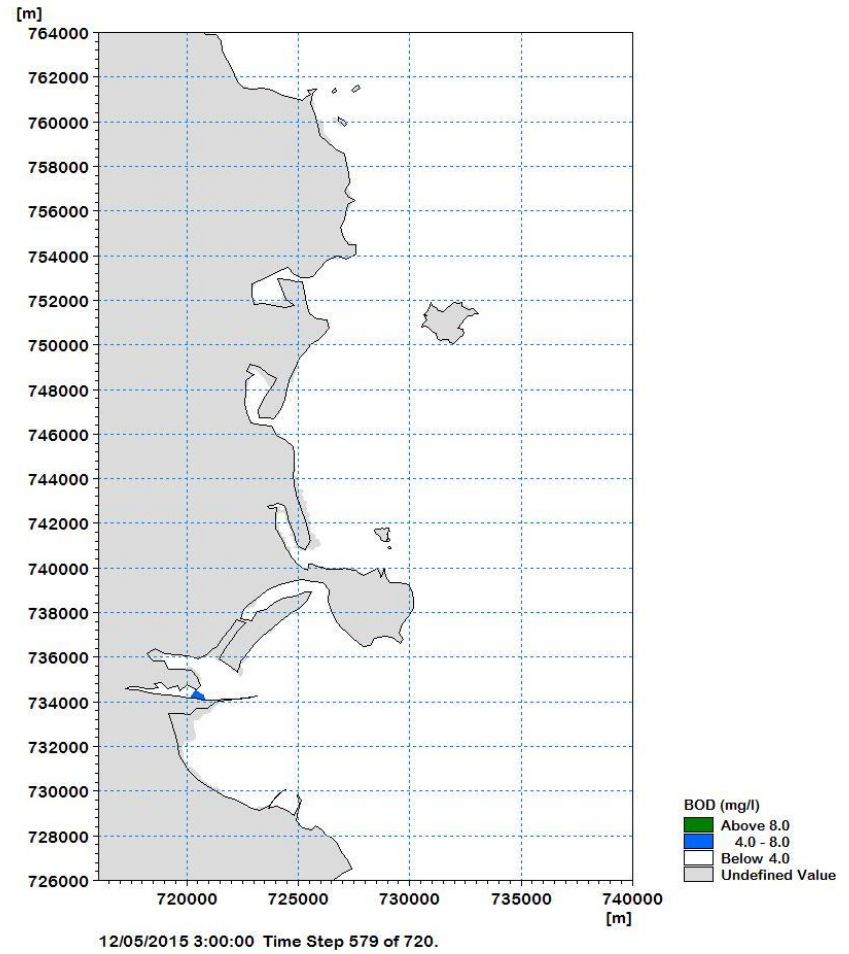 [m]
764000
762000
760000
758000
756000
754000
752000
750000
748000
746000
744000
742000
740000
738000
736000
734000
732000
730000
728000
726000
720000 725000 730000 735000 740000
[m]
BOD (mg/l)
Above 8.0
4.0 - 8.0
Below 4.0
Undefined Value
12/05/2015 3:00:00 Time Step 579 of 720.